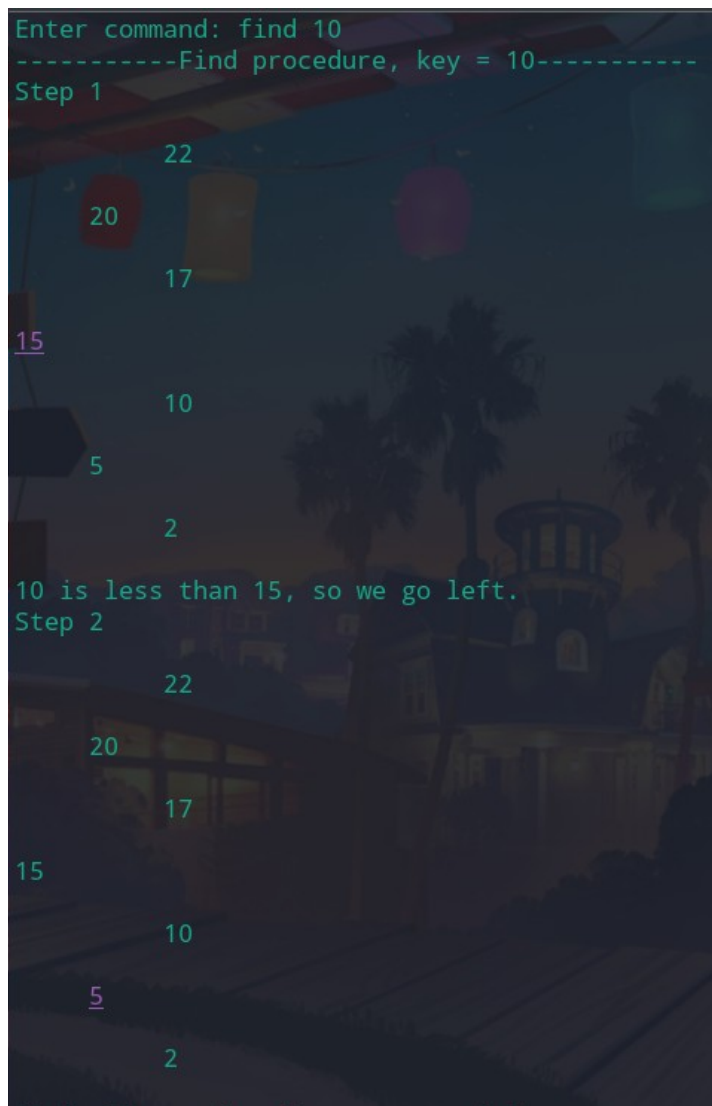 Enter command: find 10
-----------Find procedure, key = 10-----------
Step 1
22
20
17
15
10
5
2
10 is less than 15, so we go left.
Step 2
22
20
17
15
10
5
2